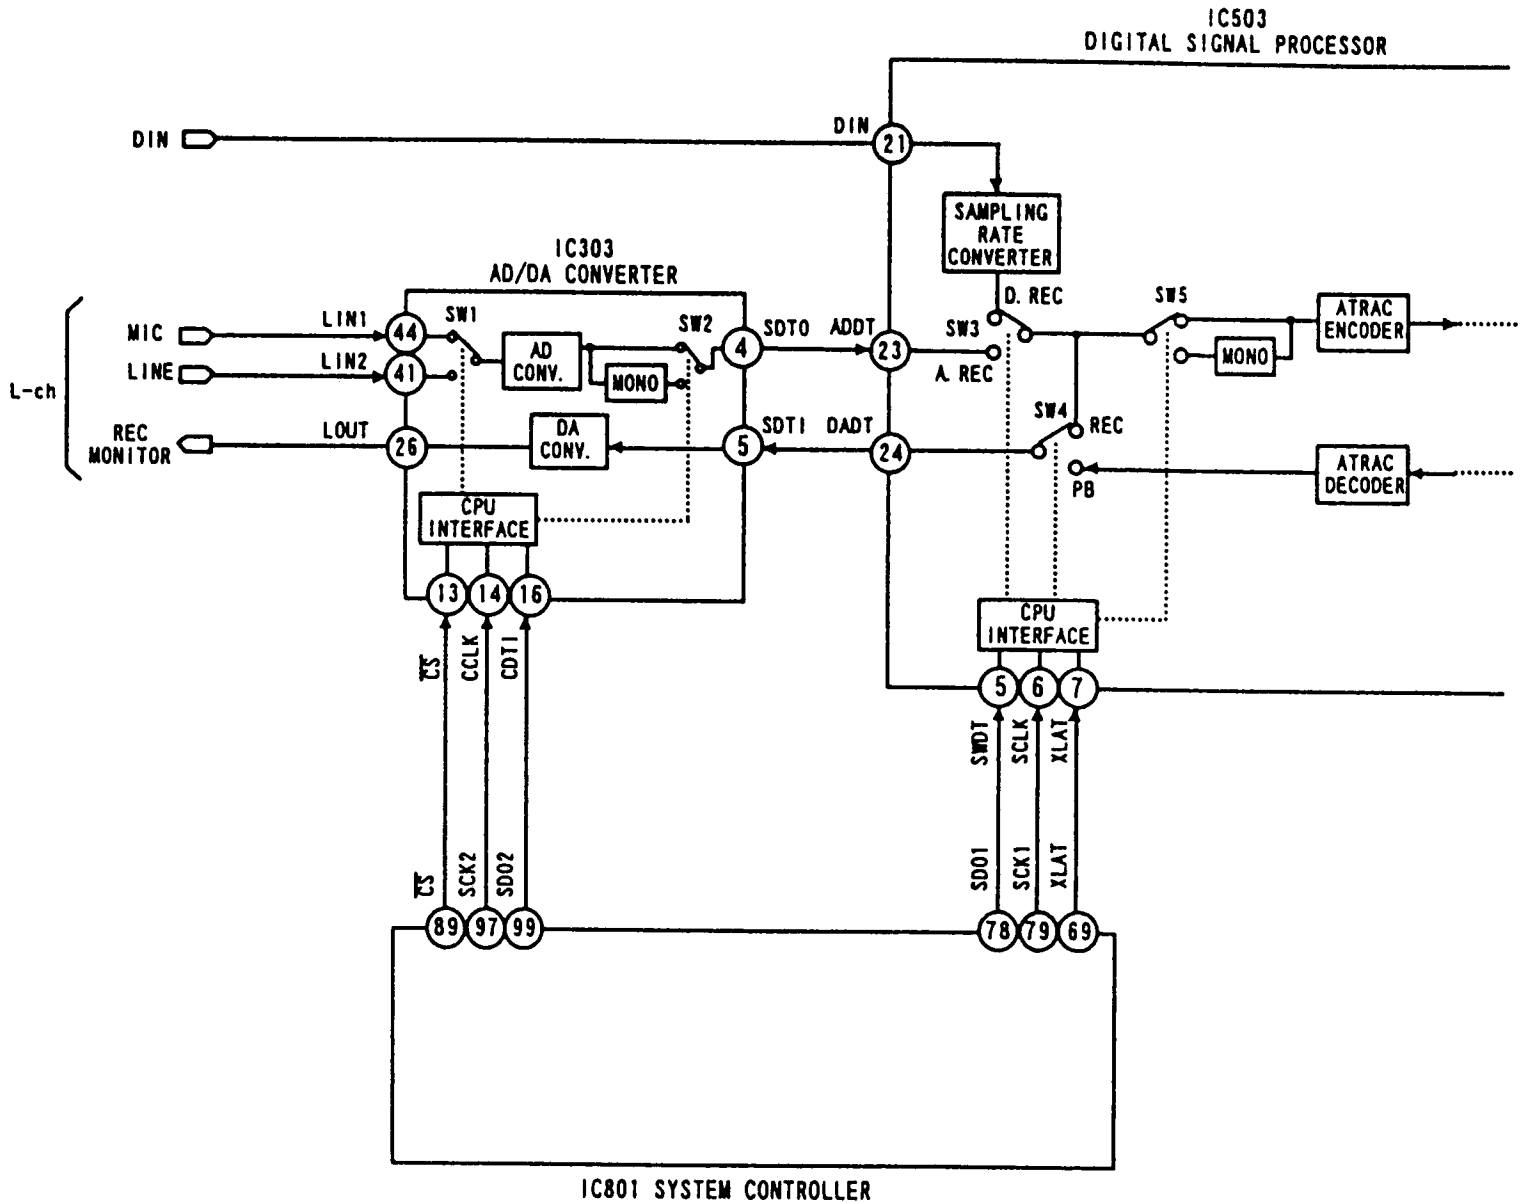 IC503
DIGITAL SIGNAL PROCESSOR
DIN
DIN
21
SAMPLING
RATE
CONVERTER
IC303
AD/DA CONVERTER
D. REC
SW5
ATRAC
ENCODER
L-ch
MIC
LIN1
44
SW1
AD
CONV.
SW2
4
SDTO
ADDT
23
SW3
A. REC
MONO
LINE
LIN2
41
MONO
REC
MONITOR
LOUT
26
DA
CONV.
5
SDTI
DADT
24
SW4
REC
PB
ATRAC
DECODER
CPU
INTERFACE
13
14
16
CPU
INTERFACE
5
6
7
CS
CCLK
CDTI
SWDT
SCLK
XLAT
CS
SCK2
SDO2
SDO1
SCK1
XLAT
89
97
99
78
79
69
IC801 SYSTEM CONTROLLER